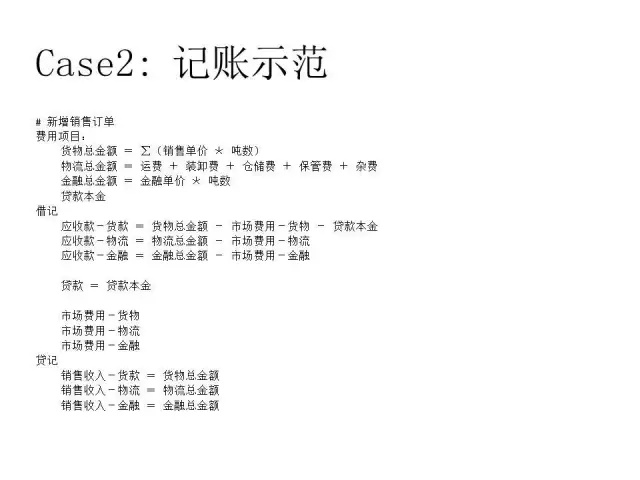 Case2: 记账示范
# 新增销售订单
费用项目:
货物总金额 = ∑(销售单价 * 吨数)
物流总金额 = 运费 + 装卸费 + 仓储费 + 保管费 + 杂费
金融总金额 = 金融单价 * 吨数
贷款本金
借记
应收款-货款 = 货物总金额 - 市场费用-货物 - 贷款本金
应收款-物流 = 物流总金额 - 市场费用-物流
应收款-金融 = 金融总金额 - 市场费用-金融
贷款 = 贷款本金
市场费用-货物
市场费用-物流
市场费用-金融
贷记
销售收入-货款 = 货物总金额
销售收入-物流 = 物流总金额
销售收入-金融 = 金融总金额